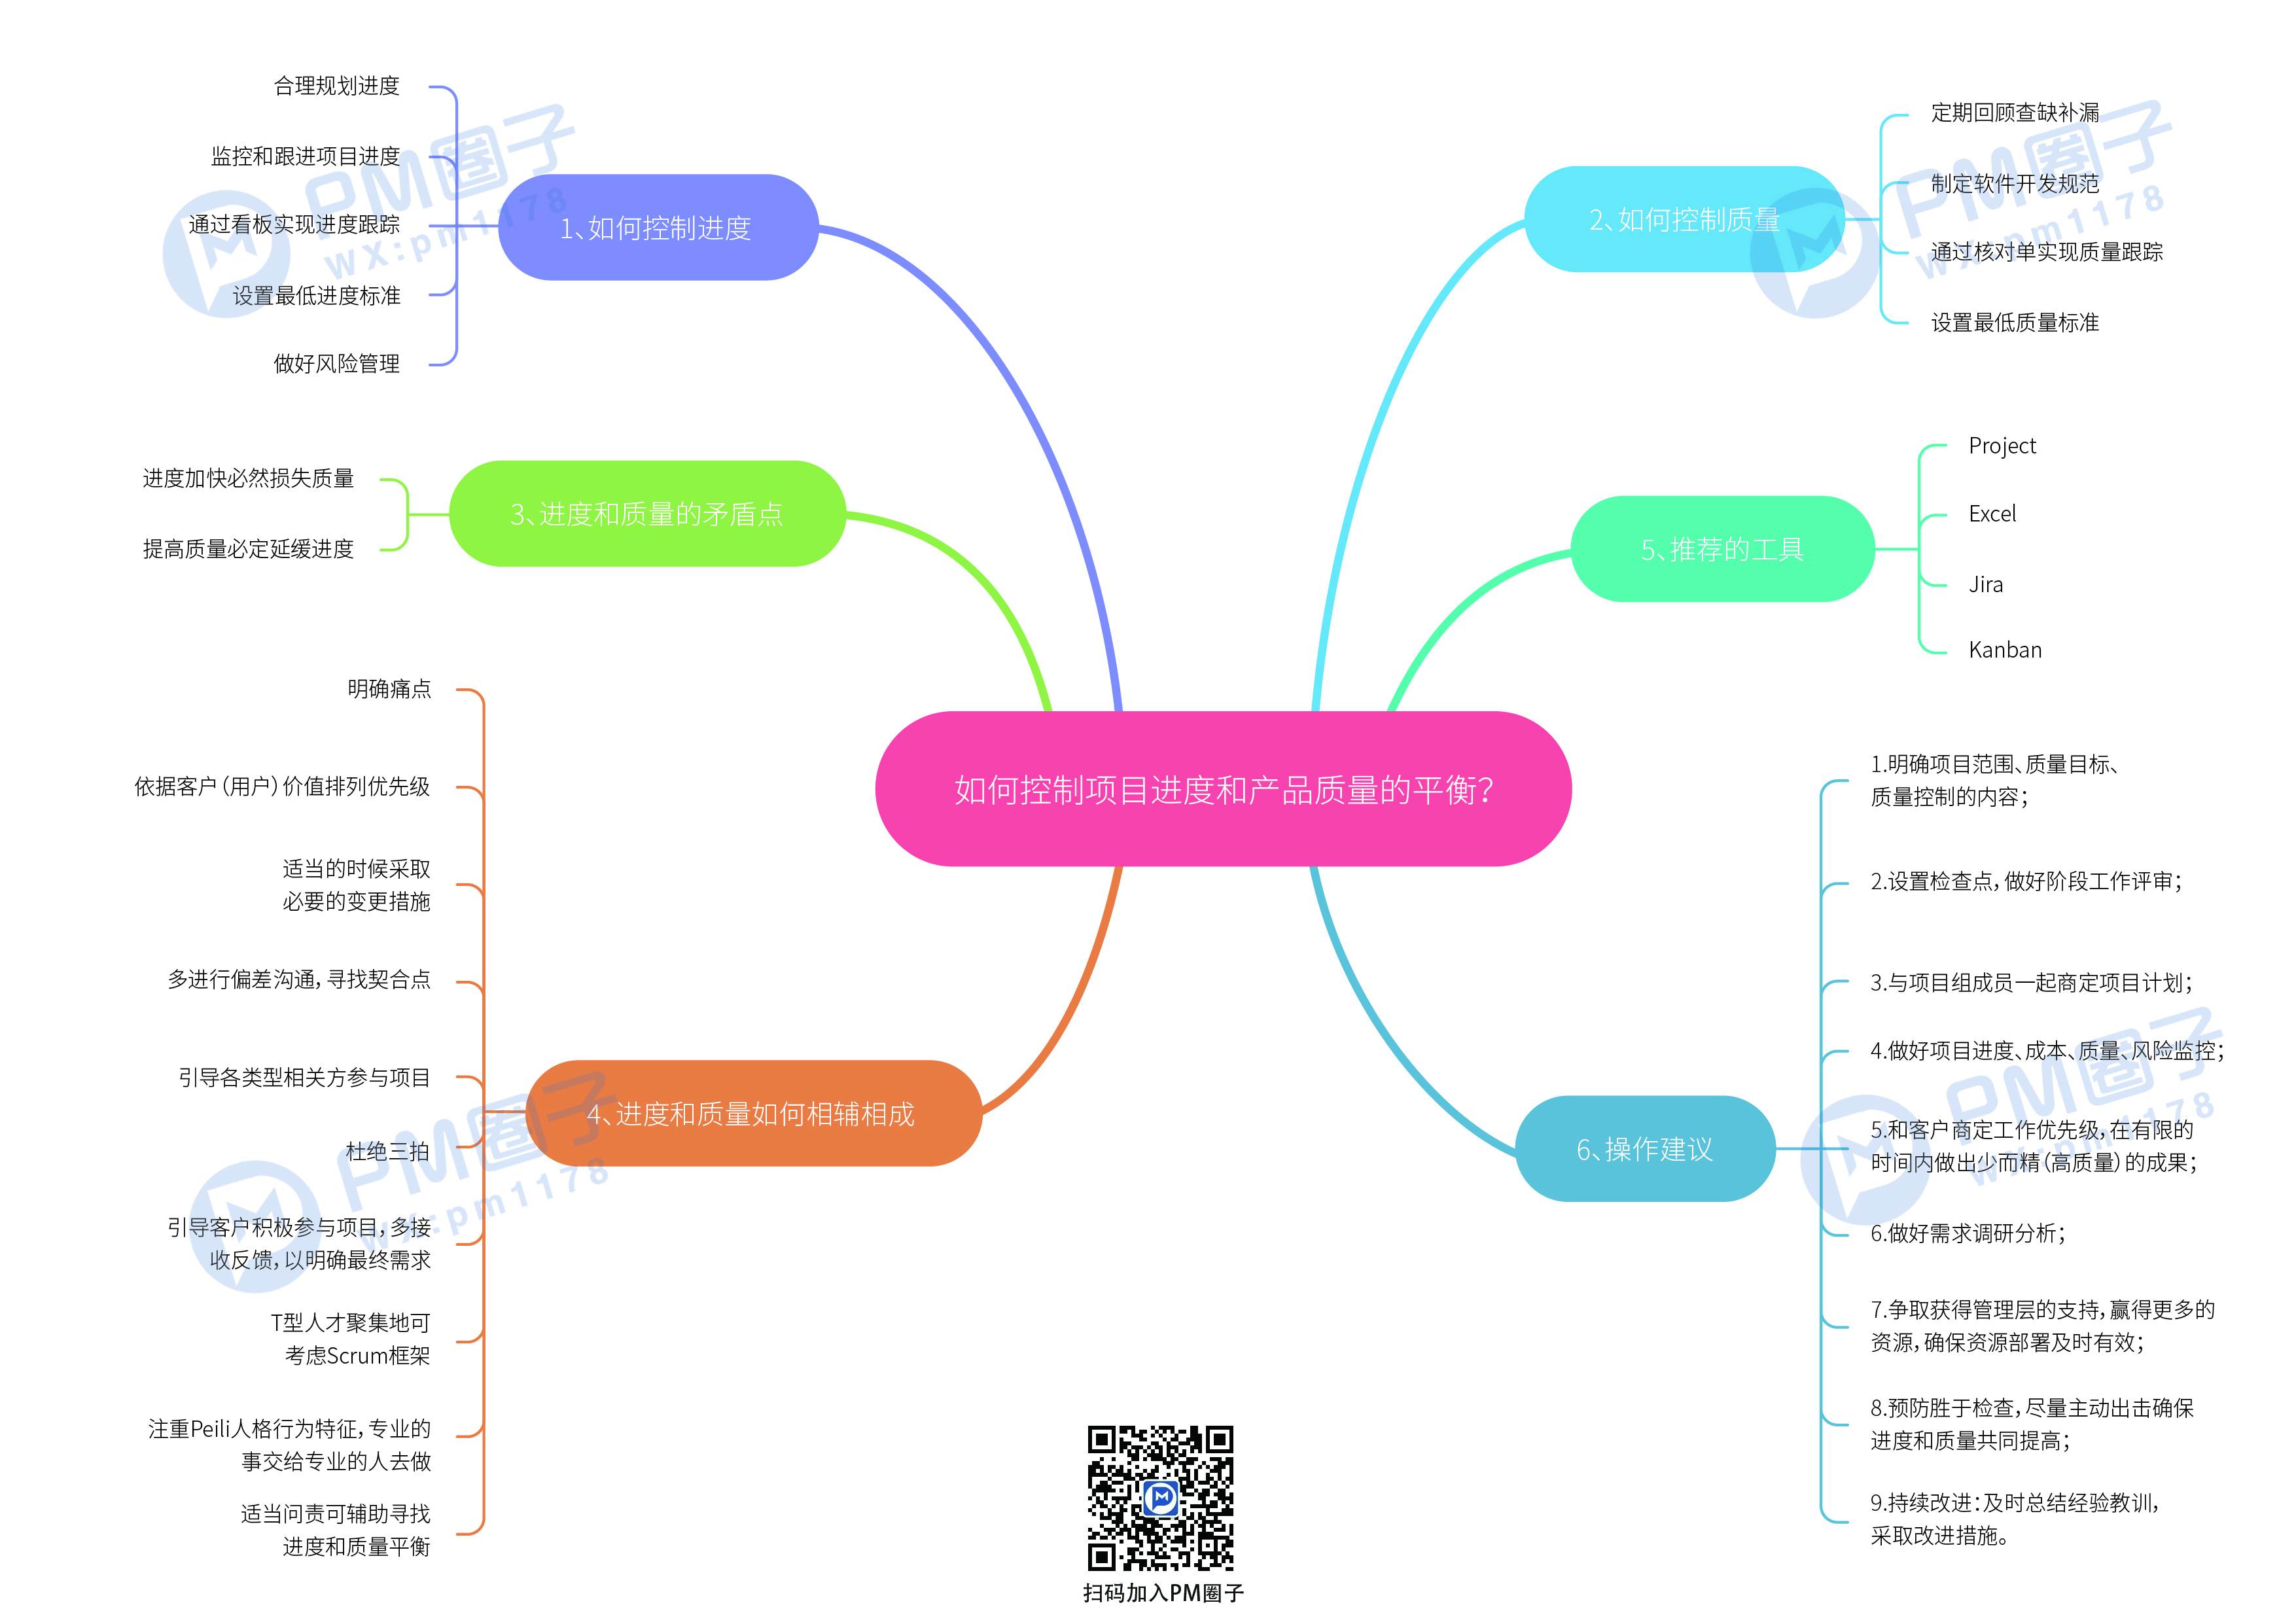 如何控制项目进度和产品质量的平衡？
1、如何控制进度
合理规划进度
监控和跟进项目进度
通过看板实现进度跟踪
设置最低进度标准
做好风险管理
2、如何控制质量
定期回顾查缺补漏
制定软件开发规范
通过核对单实现质量跟踪
设置最低质量标准
3、进度和质量的矛盾点
进度加快必然损失质量
提高质量必定延缓进度
4、进度和质量如何相辅相成
明确痛点
依据客户（用户）价值排列优先级
适当的时候采取
必要的变更措施
多进行偏差沟通，寻找契合点
引导各类型相关方参与项目
杜绝三拍
引导客户积极参与项目，多接
收反馈，以明确最终需求
T型人才聚集地可
考虑Scrum框架
注重Peili人格行为特征，专业的
事交给专业的人去做
适当问责可辅助寻找
进度和质量平衡
5、推荐的工具
Project
Excel
Jira
Kanban
6、操作建议
1.明确项目范围、质量目标、
质量控制的内容；
2.设置检查点，做好阶段工作评审；
3.与项目组成员一起商定项目计划；
4.做好项目进度、成本、质量、风险监控；
5.和客户商定工作优先级，在有限的
时间内做出少而精（高质量）的成果；
6.做好需求调研分析；
7.争取获得管理层的支持，赢得更多的
资源，确保资源部署及时有效；
8.预防胜于检查，尽量主动出击确保
进度和质量共同提高；
9.持续改进：及时总结经验教训，
采取改进措施。
扫码加入PM圈子
PM圈子
wx:pm1178
PM圈子
wx:pm1178
PM圈子
wx:pm1178
PM圈子
wx:pm1178